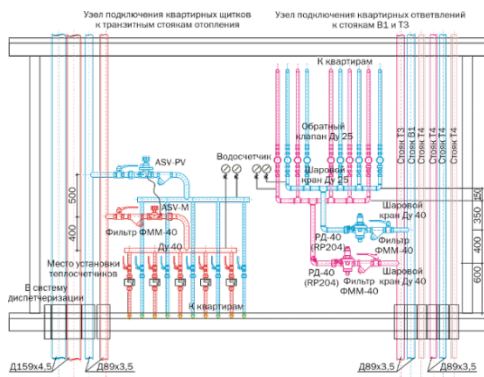 Узел подключения квартирных щитков
к транзитным стоякам отопления
Узел подключения квартирных ответвлений
к стоякам В1 и Т3
К квартирам
ASV-PV
Водосчетчик
Обратный
клапан Ду 25
Шаровой
кран Ду 25
Стояк Т3
Стояк В1
Стояк Т4
Стояк Т4
Стояк Т4
Стояк Т4
500
400
ASV-M
Фильтр ФММ-40
Ду 40
150
350
400
600
Шаровой
кран Ду 40
Фильтр
ФММ-40
РД-40
(RP204)
РД-40
(RP204)
Фильтр
ФММ-40
Шаровой
кран Ду 40
Место установки
теплосчетчиков
В систему
диспетчеризации
К квартирам
Д159х4,5
Д89х3,5
Д89х3,5
Д89х3,5